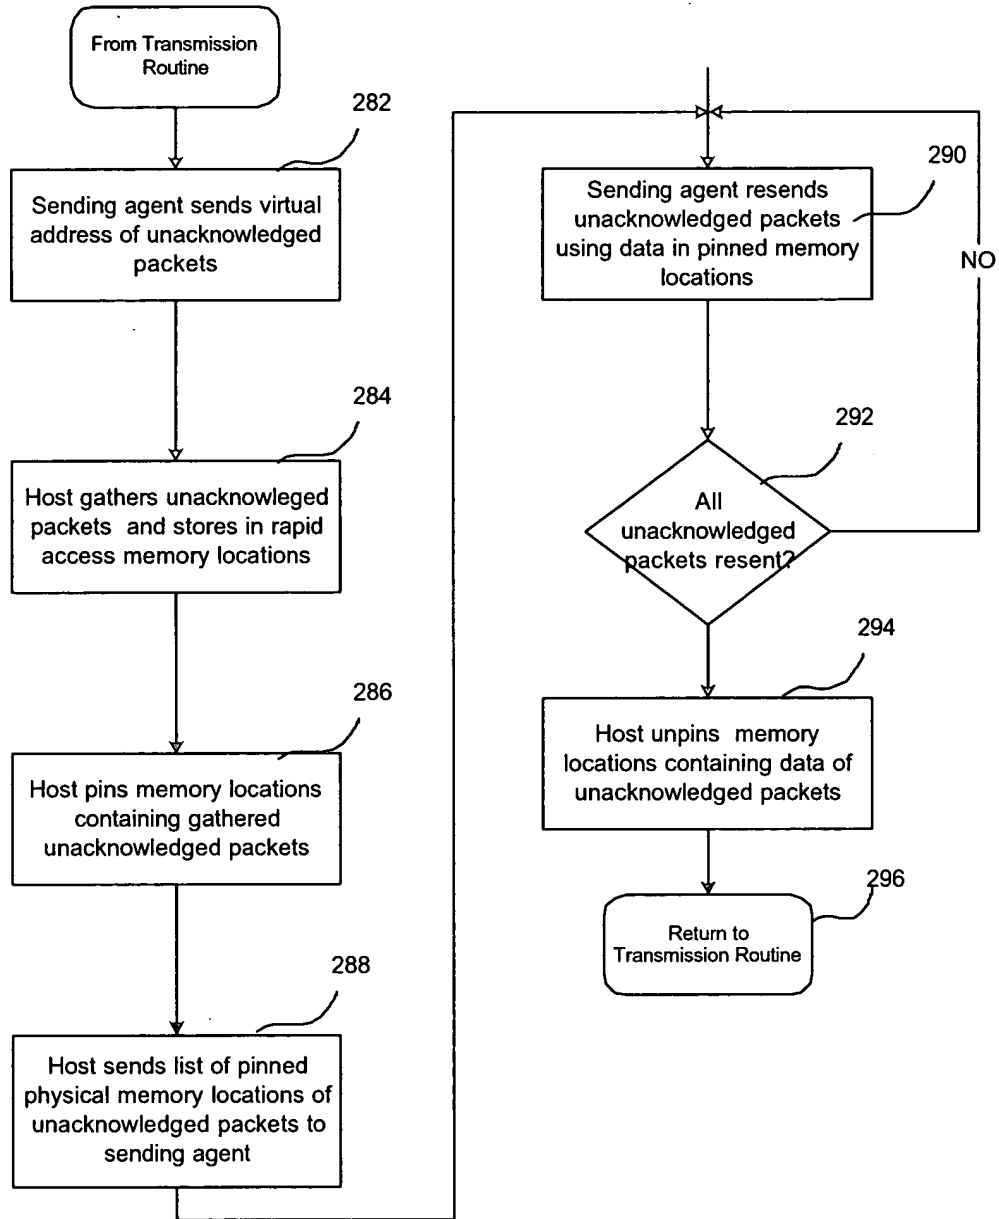 From Transmission
Routine
282
Sending agent sends virtual
address of unacknowledged
packets
284
Host gathers unacknowleged
packets and stores in rapid
access memory locations
286
Host pins memory locations
containing gathered
unacknowledged packets
288
Host sends list of pinned
physical memory locations of
unacknowledged packets to
sending agent
290
Sending agent resends
unacknowledged packets
using data in pinned memory
locations
NO
292
All
unacknowledged
packets resent?
294
Host unpins memory
locations containing data of
unacknowledged packets
296
Return to
Transmission Routine